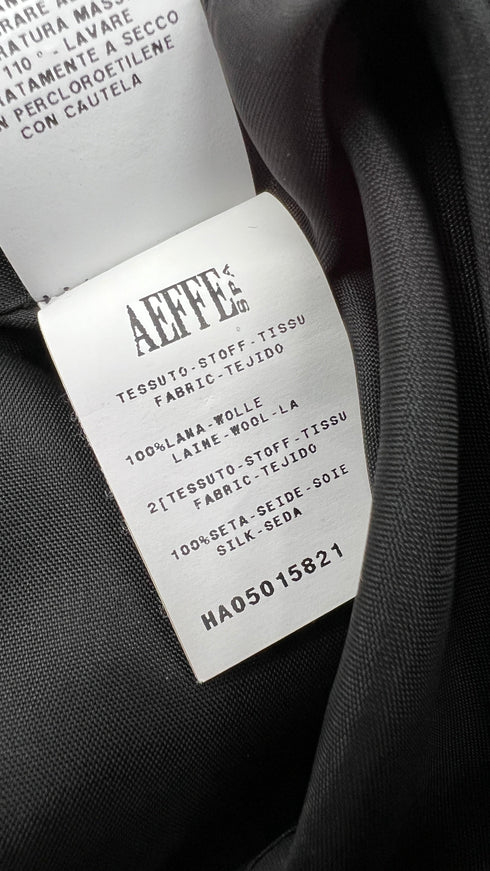 RARE A
RATURA MASS
110° - LAVARE
RATAMENTE A SECCO
N PERCLOROETILENE
CON CAUTELA
AEFFE SPA
TESSUTO-STOFF-TISSU
FABRIC-TEJIDO
100%LANA-WOLLE
LAINE-WOOL-LA
2[TESSUTO-STOFF-TISSU
FABRIC-TEJIDO
100%SETA-SEIDE-SOIE
SILK-SEDA
HA05015821